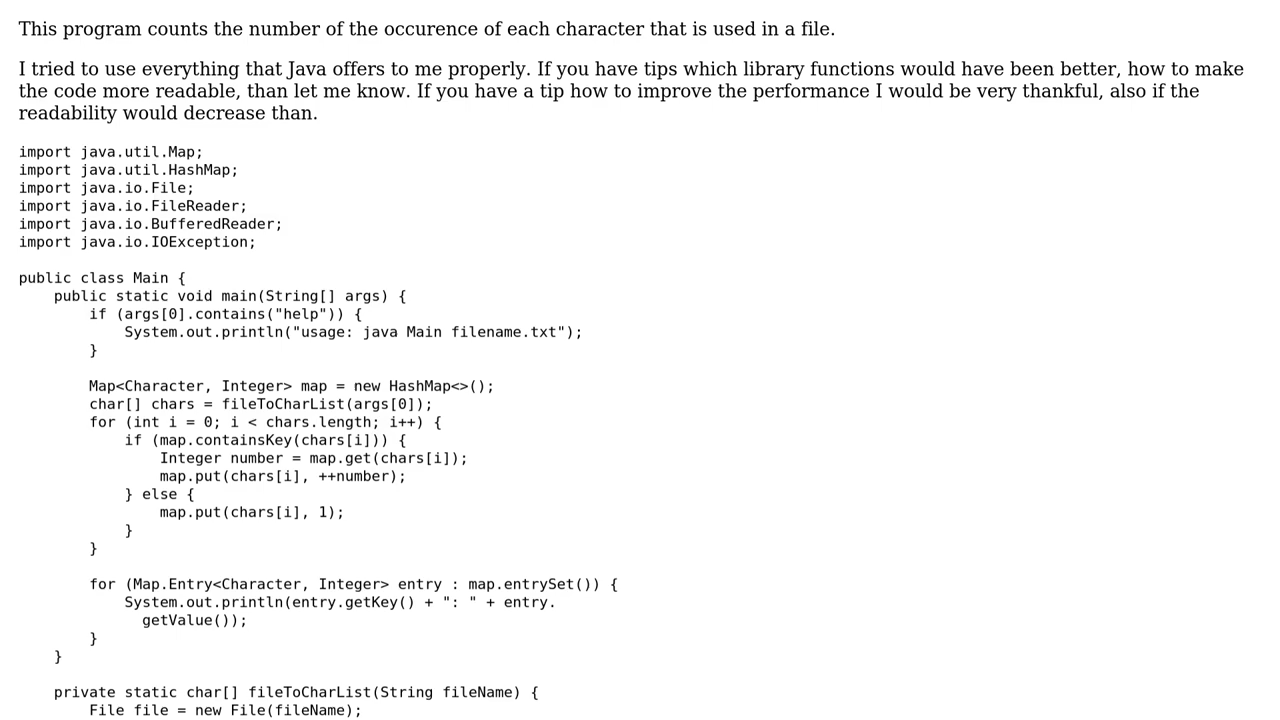 This program counts the number of the occurence of each character that is used in a file.
I tried to use everything that Java offers to me properly. If you have tips which library functions would have been better, how to make
the code more readable, than let me know. If you have a tip how to improve the performance I would be very thankful, also if the
readability would decrease than.
import java.util.Map;
import java.util.HashMap;
import java.io.File;
import java.io.FileReader;
import java.io.BufferedReader;
import java.io.IOException;
public class Main {
    public static void main(String[] args) {
        if (args[0].contains("help")) {
            System.out.println("usage: java Main filename.txt");
        }
        Map<Character, Integer> map = new HashMap<>();
        char[] chars = fileToCharList(args[0]);
        for (int i = 0; i < chars.length; i++) {
            if (map.containsKey(chars[i])) {
                Integer number = map.get(chars[i]);
                map.put(chars[i], ++number);
            } else {
                map.put(chars[i], 1);
            }
        }
        for (Map.Entry<Character, Integer> entry : map.entrySet()) {
            System.out.println(entry.getKey() + ": " + entry.
              getValue());
        }
    }
    private static char[] fileToCharList(String fileName) {
        File file = new File(fileName);